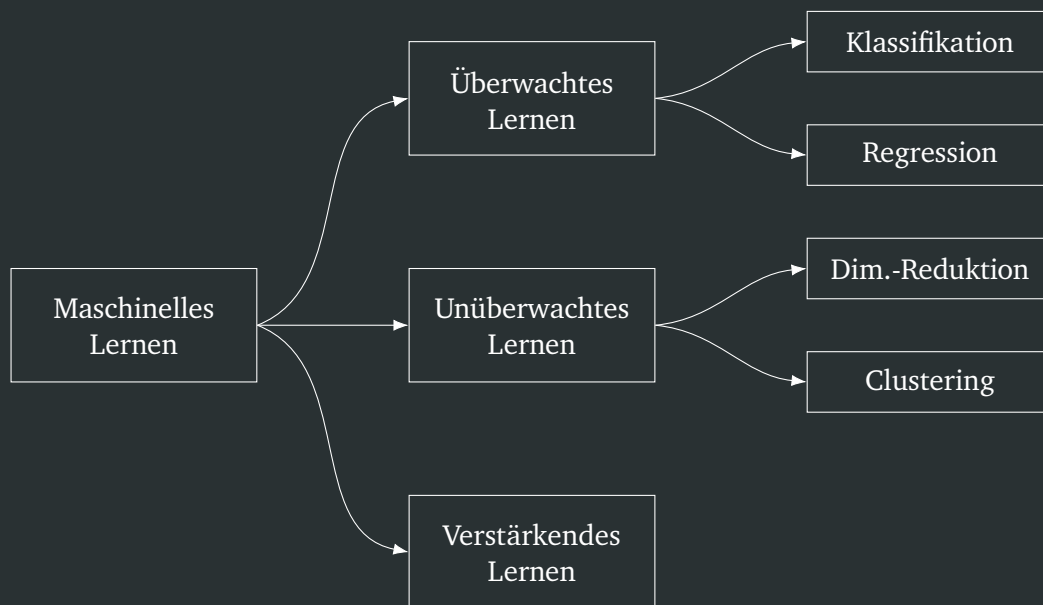 Maschinelles
Lernen
Überwachtes
Lernen
Klassifikation
Regression
Unüberwachtes
Lernen
Dim.-Reduktion
Clustering
Verstärkendes
Lernen